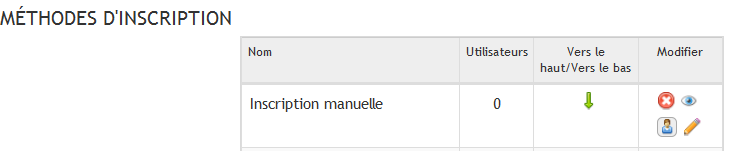 MÉTHODES D'INSCRIPTION
Nom Utilisateurs Vers le haut/Vers le bas Modifier
Inscription manuelle 0